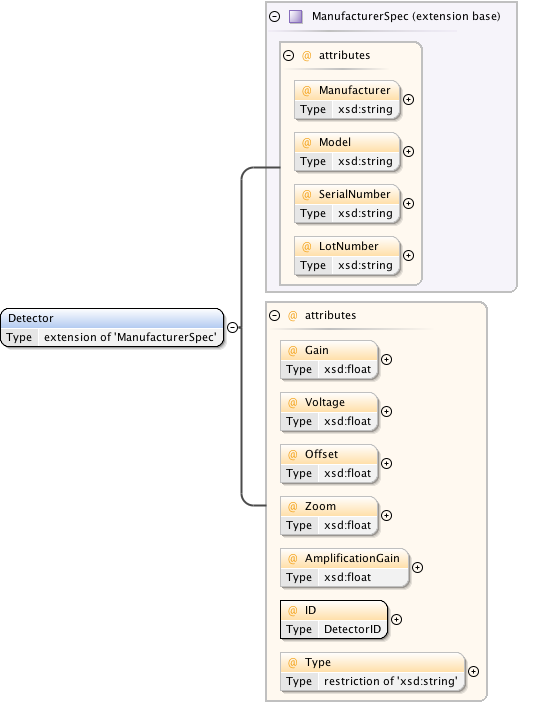 ManufacturerSpec (extension base)
@ attributes
@ Manufacturer
Type xsd:string
@ Model
Type xsd:string
@ SerialNumber
Type xsd:string
@ LotNumber
Type xsd:string
Detector
Type extension of 'ManufacturerSpec'
@ attributes
@ Gain
Type xsd:float
@ Voltage
Type xsd:float
@ Offset
Type xsd:float
@ Zoom
Type xsd:float
@ AmplificationGain
Type xsd:float
@ ID
Type DetectorID
@ Type
Type restriction of 'xsd:string'